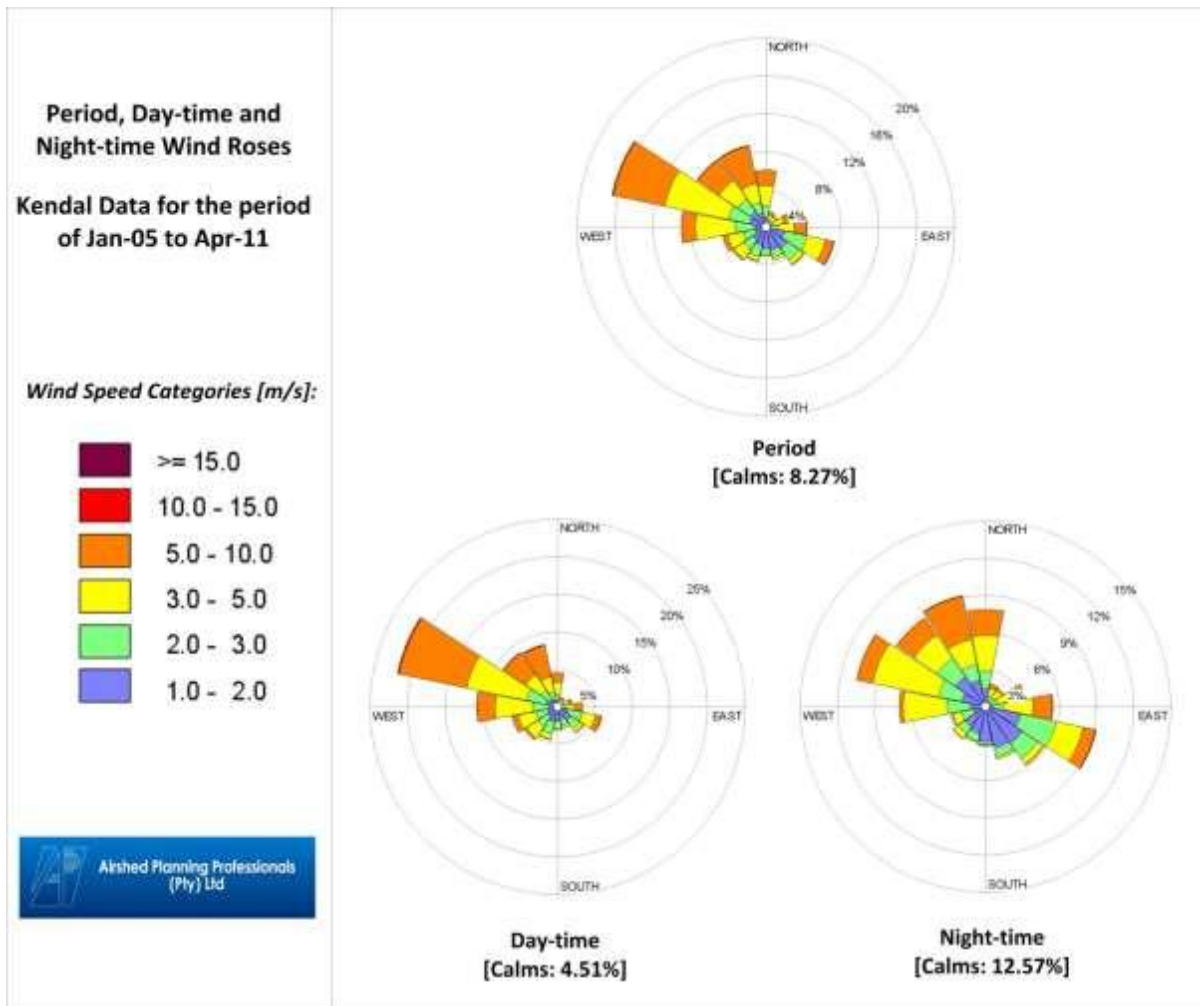 Period, Day-time and
Night-time Wind Roses
Kendal Data for the period
of Jan-05 to Apr-11
Wind Speed Categories [m/s]:
>= 15.0
10.0 - 15.0
5.0 - 10.0
3.0 - 5.0
2.0 - 3.0
1.0 - 2.0
Airshed Planning Professionals
(Pty) Ltd
NORTH
20%
16%
12%
8%
4%
WEST
EAST
SOUTH
Period
[Calms: 8.27%]
NORTH
25%
20%
15%
10%
5%
WEST
EAST
SOUTH
Day-time
[Calms: 4.51%]
NORTH
15%
12%
9%
6%
3%
WEST
EAST
SOUTH
Night-time
[Calms: 12.57%]